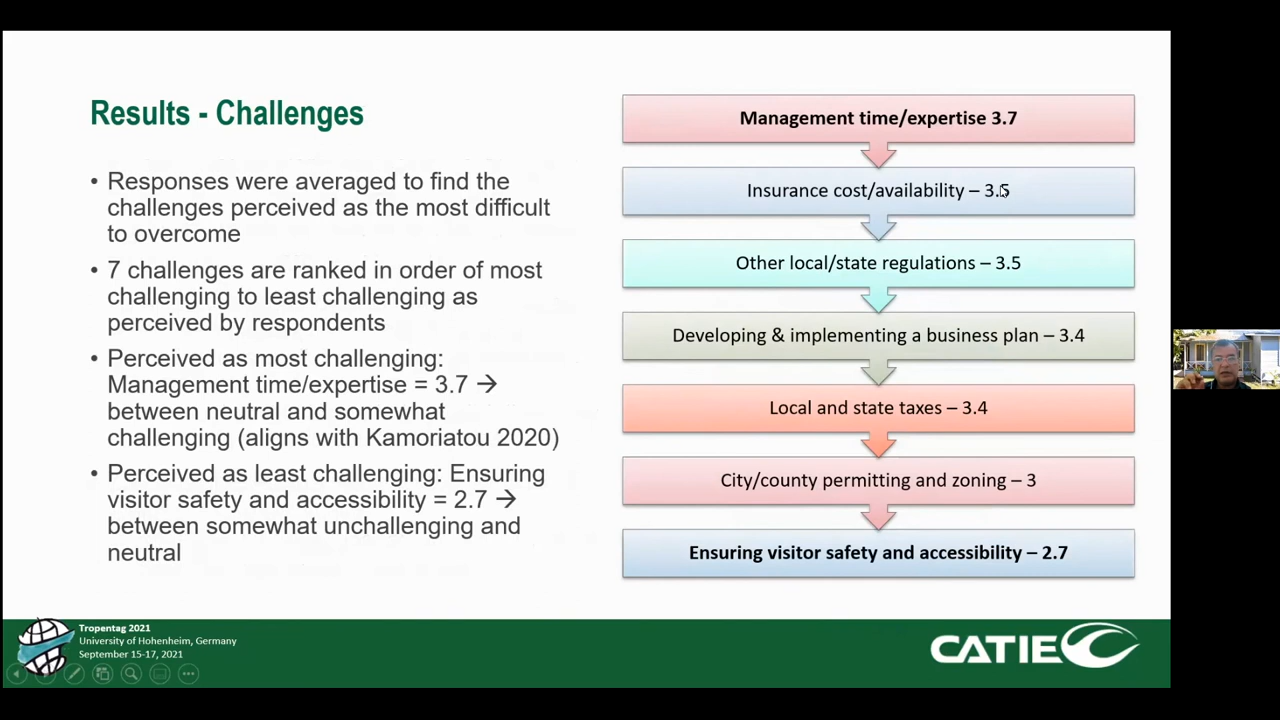 Results - Challenges
• Responses were averaged to find the
challenges perceived as the most difficult
to overcome
• 7 challenges are ranked in order of most
challenging to least challenging as
perceived by respondents
• Perceived as most challenging:
Management time/expertise = 3.7 →
between neutral and somewhat
challenging (aligns with Kamoriatou 2020)
• Perceived as least challenging: Ensuring
visitor safety and accessibility = 2.7 →
between somewhat unchallenging and
neutral
Management time/expertise 3.7
Insurance cost/availability – 3.5
Other local/state regulations – 3.5
Developing & implementing a business plan – 3.4
Local and state taxes – 3.4
City/county permitting and zoning – 3
Ensuring visitor safety and accessibility – 2.7
Tropentag 2021
University of Hohenheim, Germany
September 15-17, 2021
CATIE